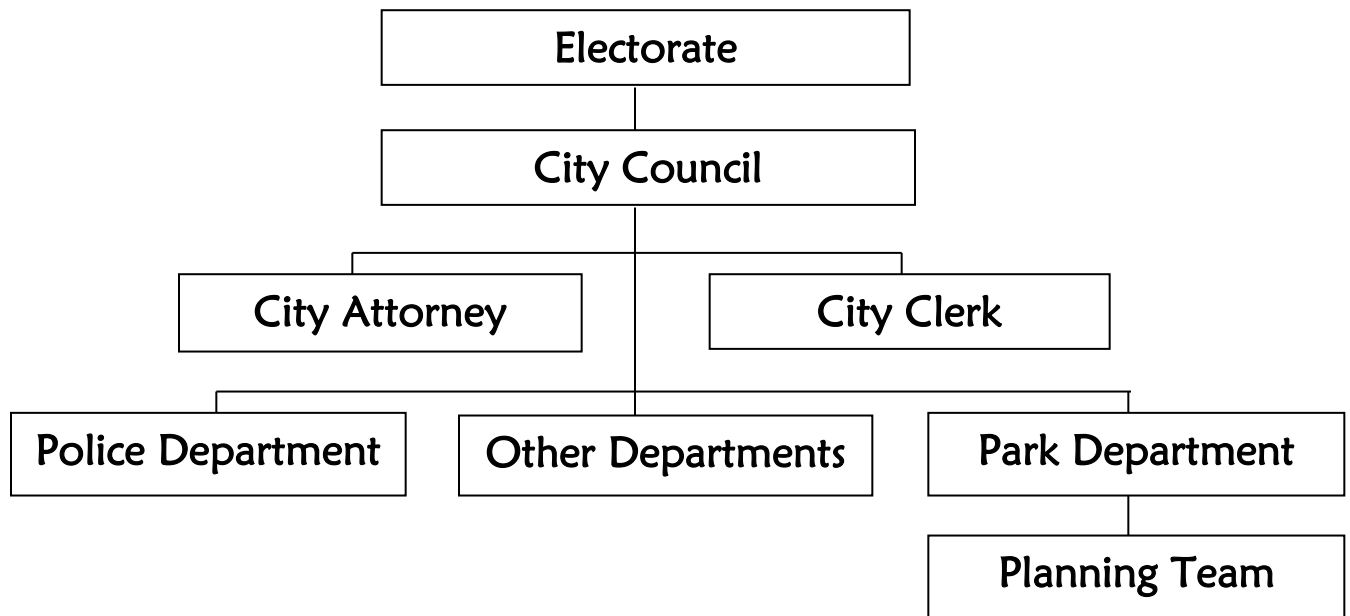 Electorate
City Council
City Attorney
City Clerk
Police Department
Other Departments
Park Department
Planning Team